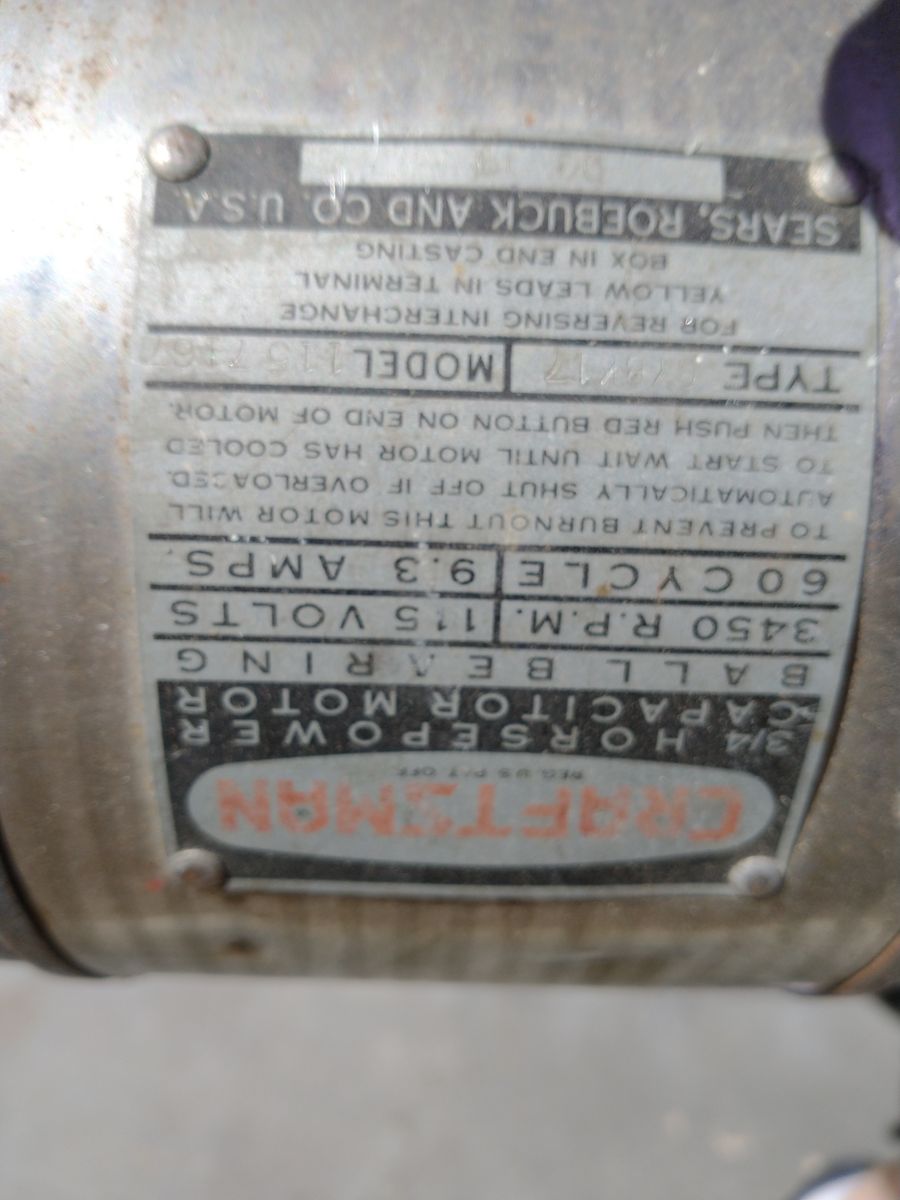 CRAFTSMAN
REG. U.S. PAT. OFF.
3/4 HORSEPOWER
CAPACITOR MOTOR
BALL BEARING
3450 R.P.M. 115 VOLTS
60 CYCLE 9.3 AMPS.
TO PREVENT BURNOUT THIS MOTOR WILL
AUTOMATICALLY SHUT OFF IF OVERLOADED.
TO START WAIT UNTIL MOTOR HAS COOLED
THEN PUSH RED BUTTON ON END OF MOTOR.
TYPE MODEL
FOR REVERSING INTERCHANGE
YELLOW LEADS IN TERMINAL
BOX IN END CASTING
SEARS, ROEBUCK AND CO. U.S.A.